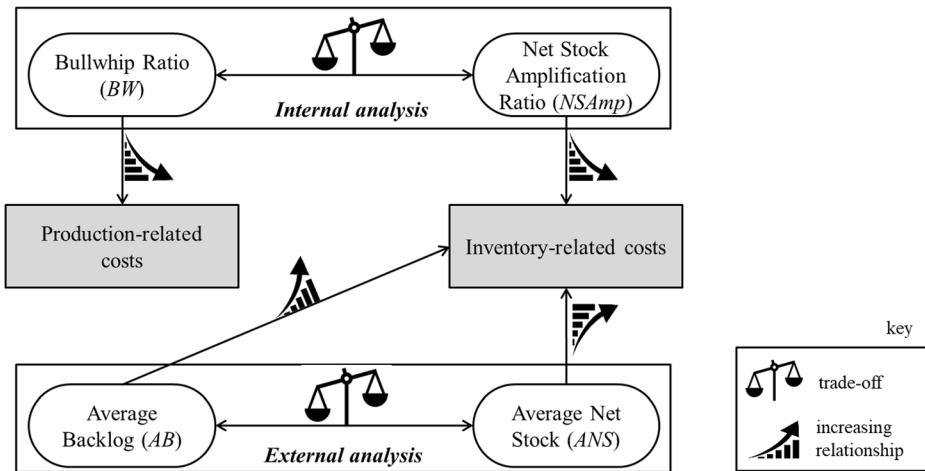 Bullwhip Ratio
(BW)
Net Stock
Amplification
Ratio (NSAmp)
Internal analysis
Production-related
costs
Inventory-related costs
Average
Backlog (AB)
Average Net
Stock (ANS)
External analysis
key
trade-off
increasing
relationship